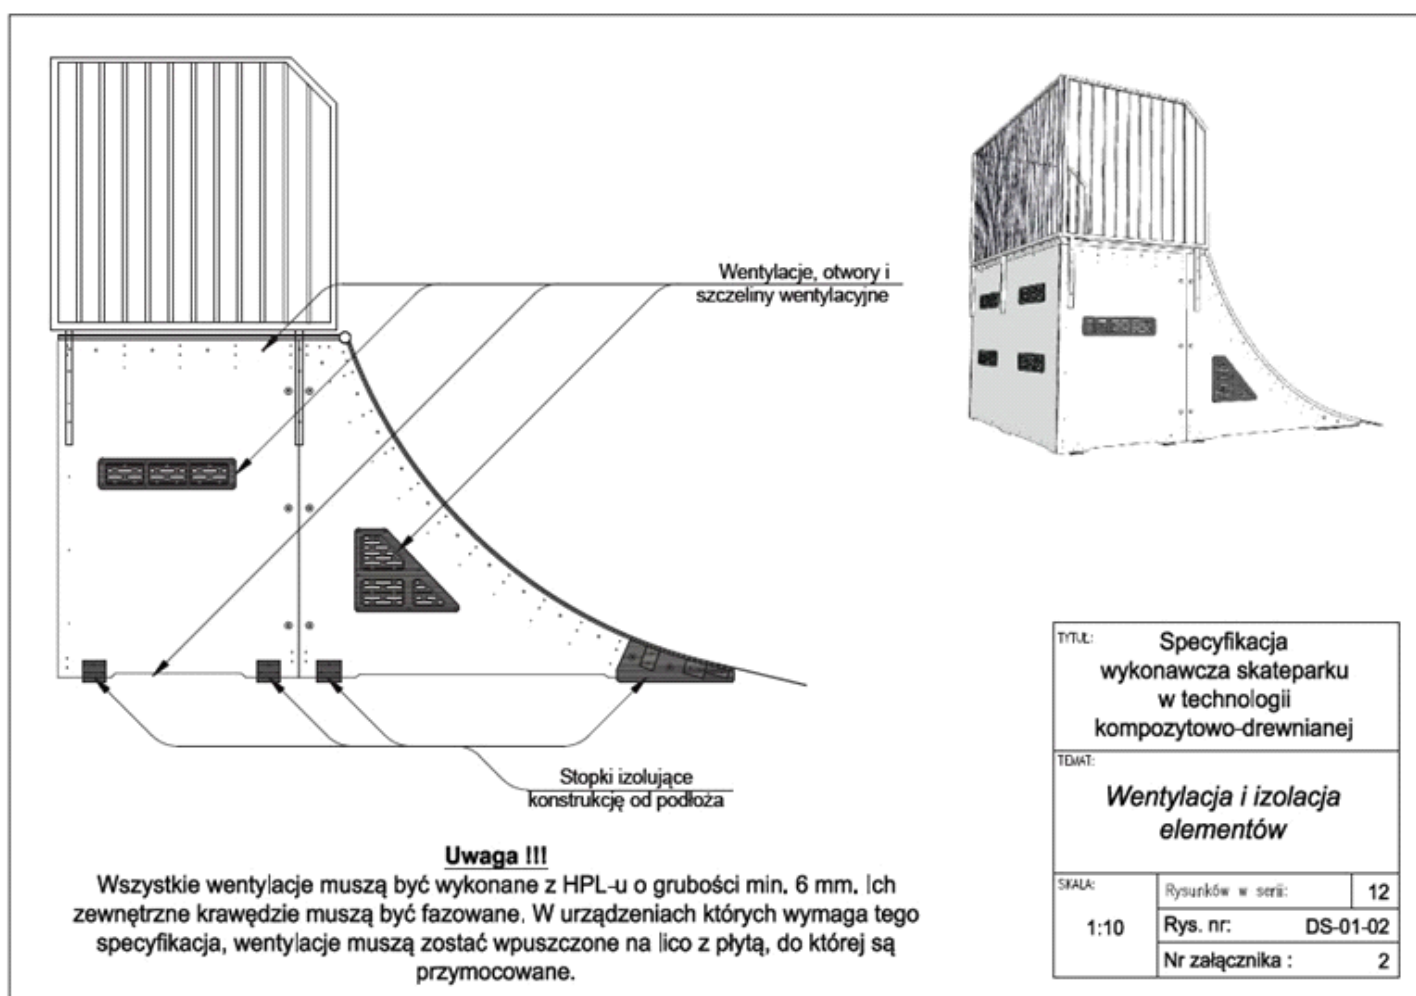 Wentylacje, otwory i
szczeliny wentylacyjne
Stopki izolujące
konstrukcję od podłoża
Uwaga !!!
Wszystkie wentylacje muszą być wykonane z HPL-u o grubości min. 6 mm. Ich
zewnętrzne krawędzie muszą być fazowane. W urządzeniach których wymaga tego
specyfikacja, wentylacje muszą zostać wpuszczone na lico z płytą, do której są
przymocowane.
TYTUŁ:
Specyfikacja
wykonawcza skateparku
w technologii
kompozytowo-drewnianej
TEMAT:
Wentylacja i izolacja
elementów
SKALA:
1:10
Rysunków w serii: 12
Rys. nr: DS-01-02
Nr załącznika : 2